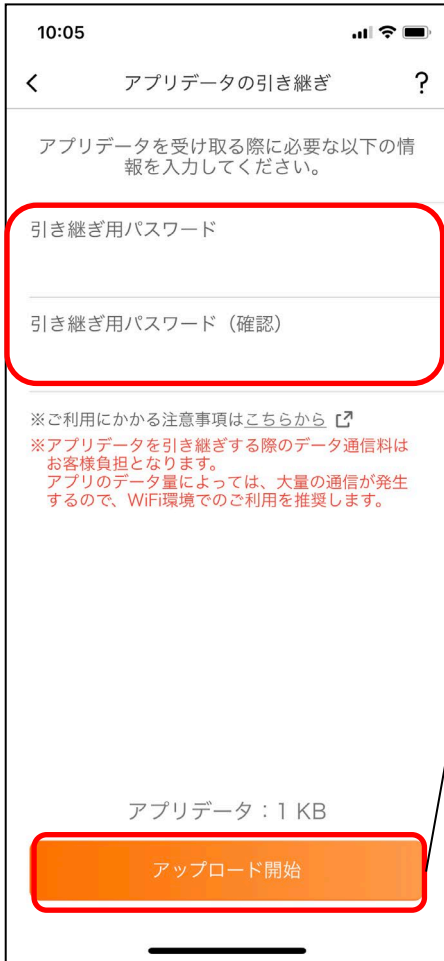 10:05
アプリデータの引き継ぎ ?
アプリデータを受け取る際に必要な以下の情
報を入力してください。
引き継ぎ用パスワード
引き継ぎ用パスワード（確認）
※ご利用にかかる注意事項はこちらから
※アプリデータを引き継ぎする際のデータ通信料は
お客様負担となります。
アプリのデータ量によっては、大量の通信が発生
するので、WiFi環境でのご利用を推奨します。
アプリデータ：1 KB
アップロード開始